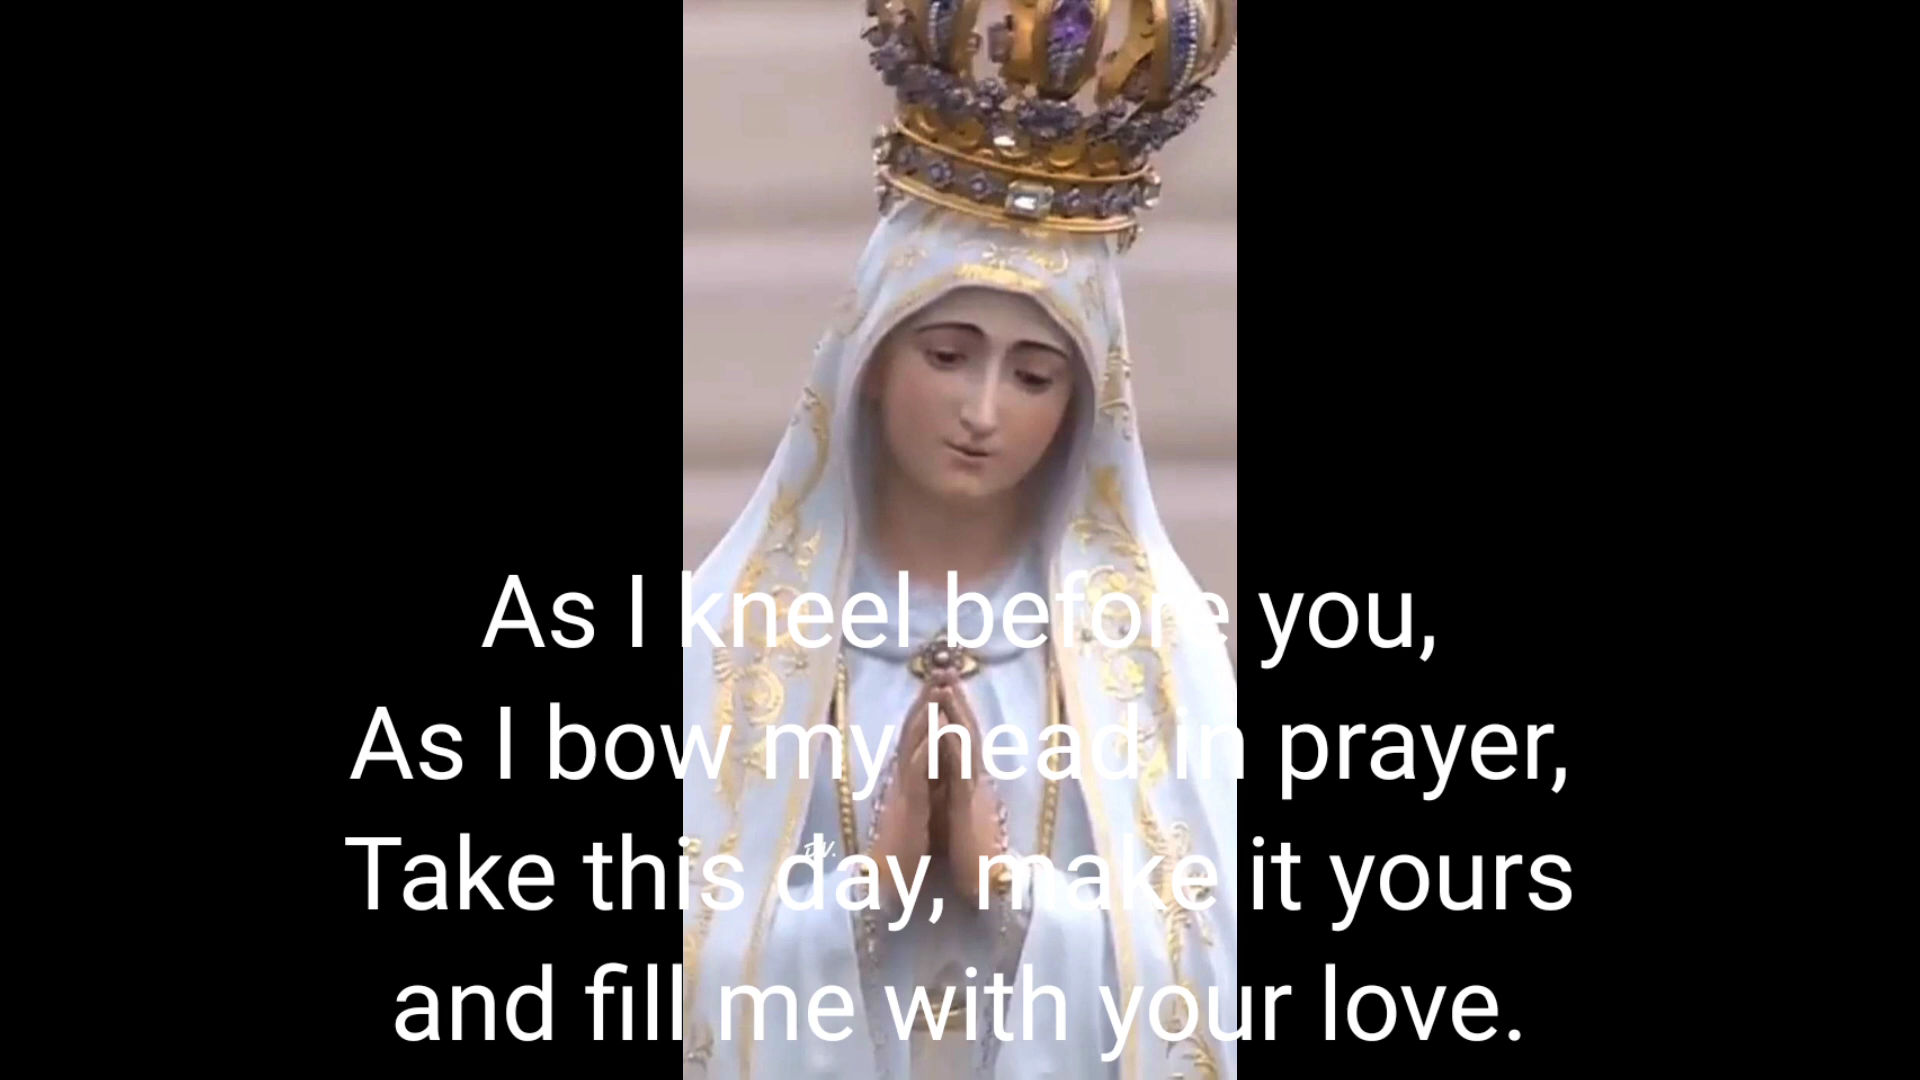 As I kneel before you,
As I bow my head in prayer,
Take this day, make it yours
and fill me with your love.